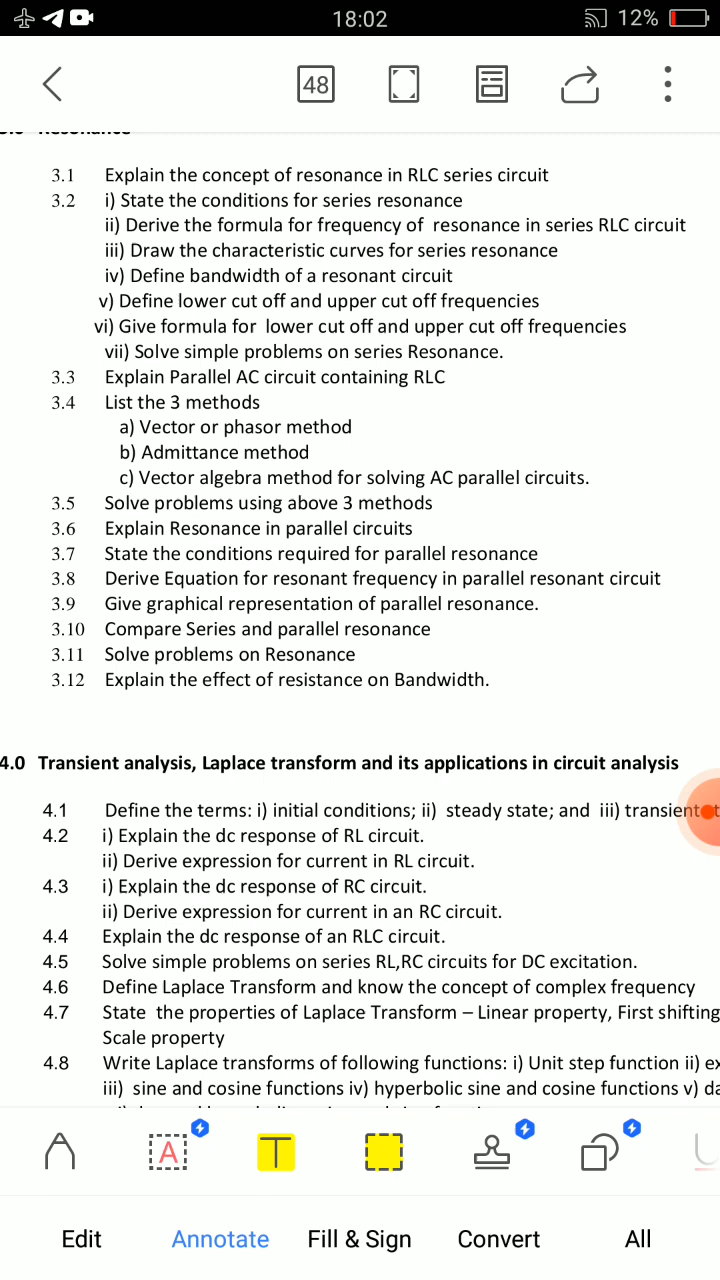 18:02
12%
48
3.1 Explain the concept of resonance in RLC series circuit
3.2 i) State the conditions for series resonance
ii) Derive the formula for frequency of resonance in series RLC circuit
iii) Draw the characteristic curves for series resonance
iv) Define bandwidth of a resonant circuit
v) Define lower cut off and upper cut off frequencies
vi) Give formula for lower cut off and upper cut off frequencies
vii) Solve simple problems on series Resonance.
3.3 Explain Parallel AC circuit containing RLC
3.4 List the 3 methods
a) Vector or phasor method
b) Admittance method
c) Vector algebra method for solving AC parallel circuits.
3.5 Solve problems using above 3 methods
3.6 Explain Resonance in parallel circuits
3.7 State the conditions required for parallel resonance
3.8 Derive Equation for resonant frequency in parallel resonant circuit
3.9 Give graphical representation of parallel resonance.
3.10 Compare Series and parallel resonance
3.11 Solve problems on Resonance
3.12 Explain the effect of resistance on Bandwidth.
4.0 Transient analysis, Laplace transform and its applications in circuit analysis
4.1 Define the terms: i) initial conditions; ii) steady state; and iii) transient
4.2 i) Explain the dc response of RL circuit.
ii) Derive expression for current in RL circuit.
4.3 i) Explain the dc response of RC circuit.
ii) Derive expression for current in an RC circuit.
4.4 Explain the dc response of an RLC circuit.
4.5 Solve simple problems on series RL,RC circuits for DC excitation.
4.6 Define Laplace Transform and know the concept of complex frequency
4.7 State the properties of Laplace Transform – Linear property, First shifting
Scale property
4.8 Write Laplace transforms of following functions: i) Unit step function ii)
iii) sine and cosine functions iv) hyperbolic sine and cosine functions v)
A
T
Edit Annotate Fill & Sign Convert All